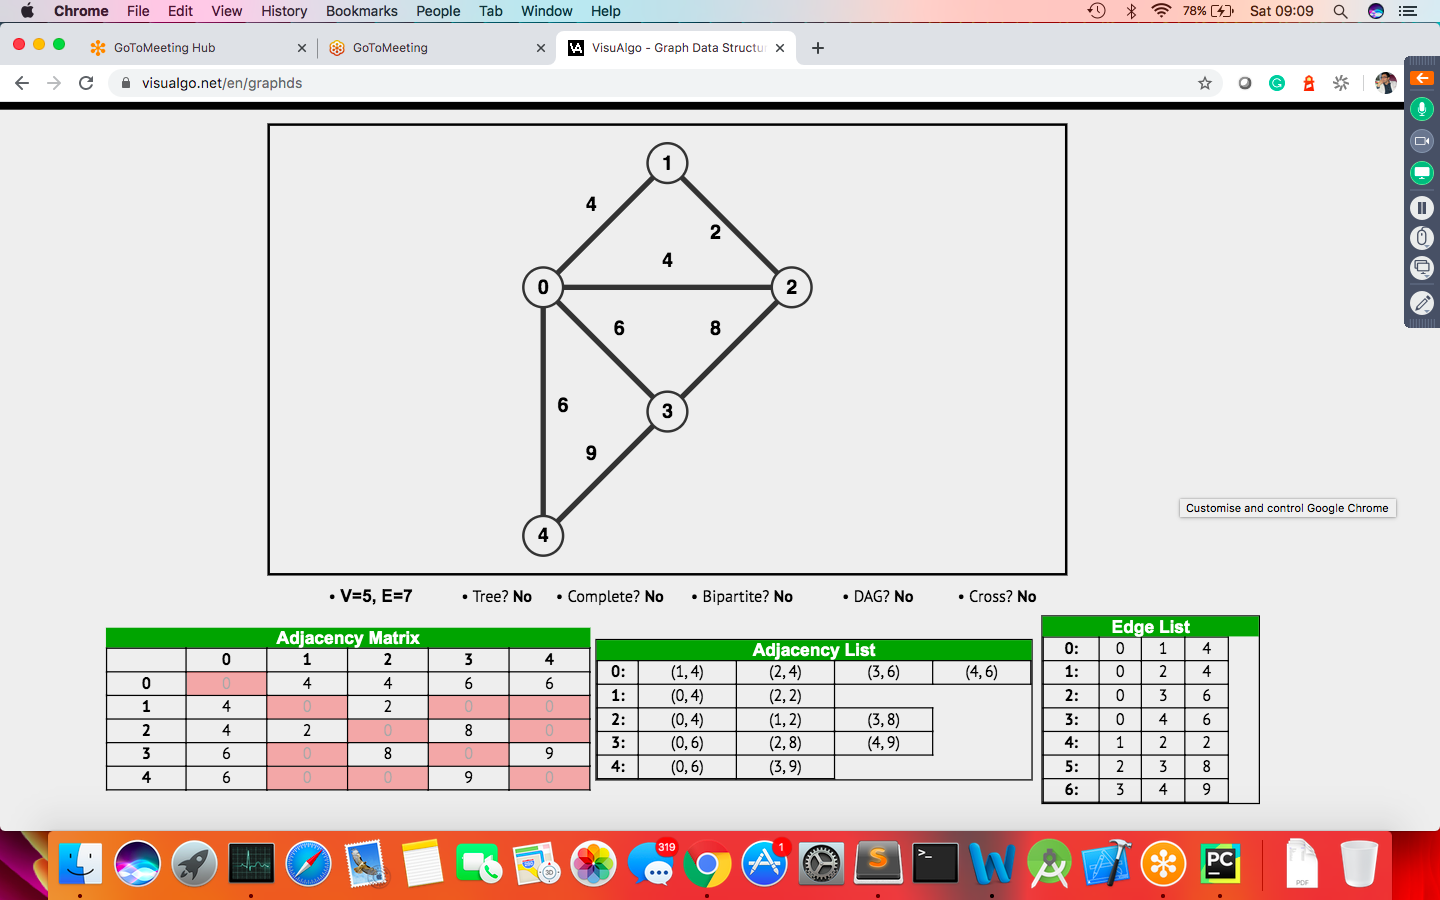 Chrome File Edit View History Bookmarks People Tab Window Help 78% Sat 09:09
GoToMeeting Hub GoToMeeting VisuAlgo - Graph Data Structu
visualgo.net/en/graphds
1
4
2
4
0 2
6 8
6
3
9
4
Customise and control Google Chrome
• V=5, E=7 • Tree? No • Complete? No • Bipartite? No • DAG? No • Cross? No
Adjacency Matrix
0 1 2 3 4
0 0 4 4 6 6
1 4 0 2 0 0
2 4 2 0 8 0
3 6 0 8 0 9
4 6 0 0 9 0
Adjacency List
0: (1, 4) (2, 4) (3, 6) (4, 6)
1: (0, 4) (2, 2)
2: (0, 4) (1, 2) (3, 8)
3: (0, 6) (2, 8) (4, 9)
4: (0, 6) (3, 9)
Edge List
0: 0 1 4
1: 0 2 4
2: 0 3 6
3: 0 4 6
4: 1 2 2
5: 2 3 8
6: 3 4 9
319 1
3D
S
>_
W
PC
PDF